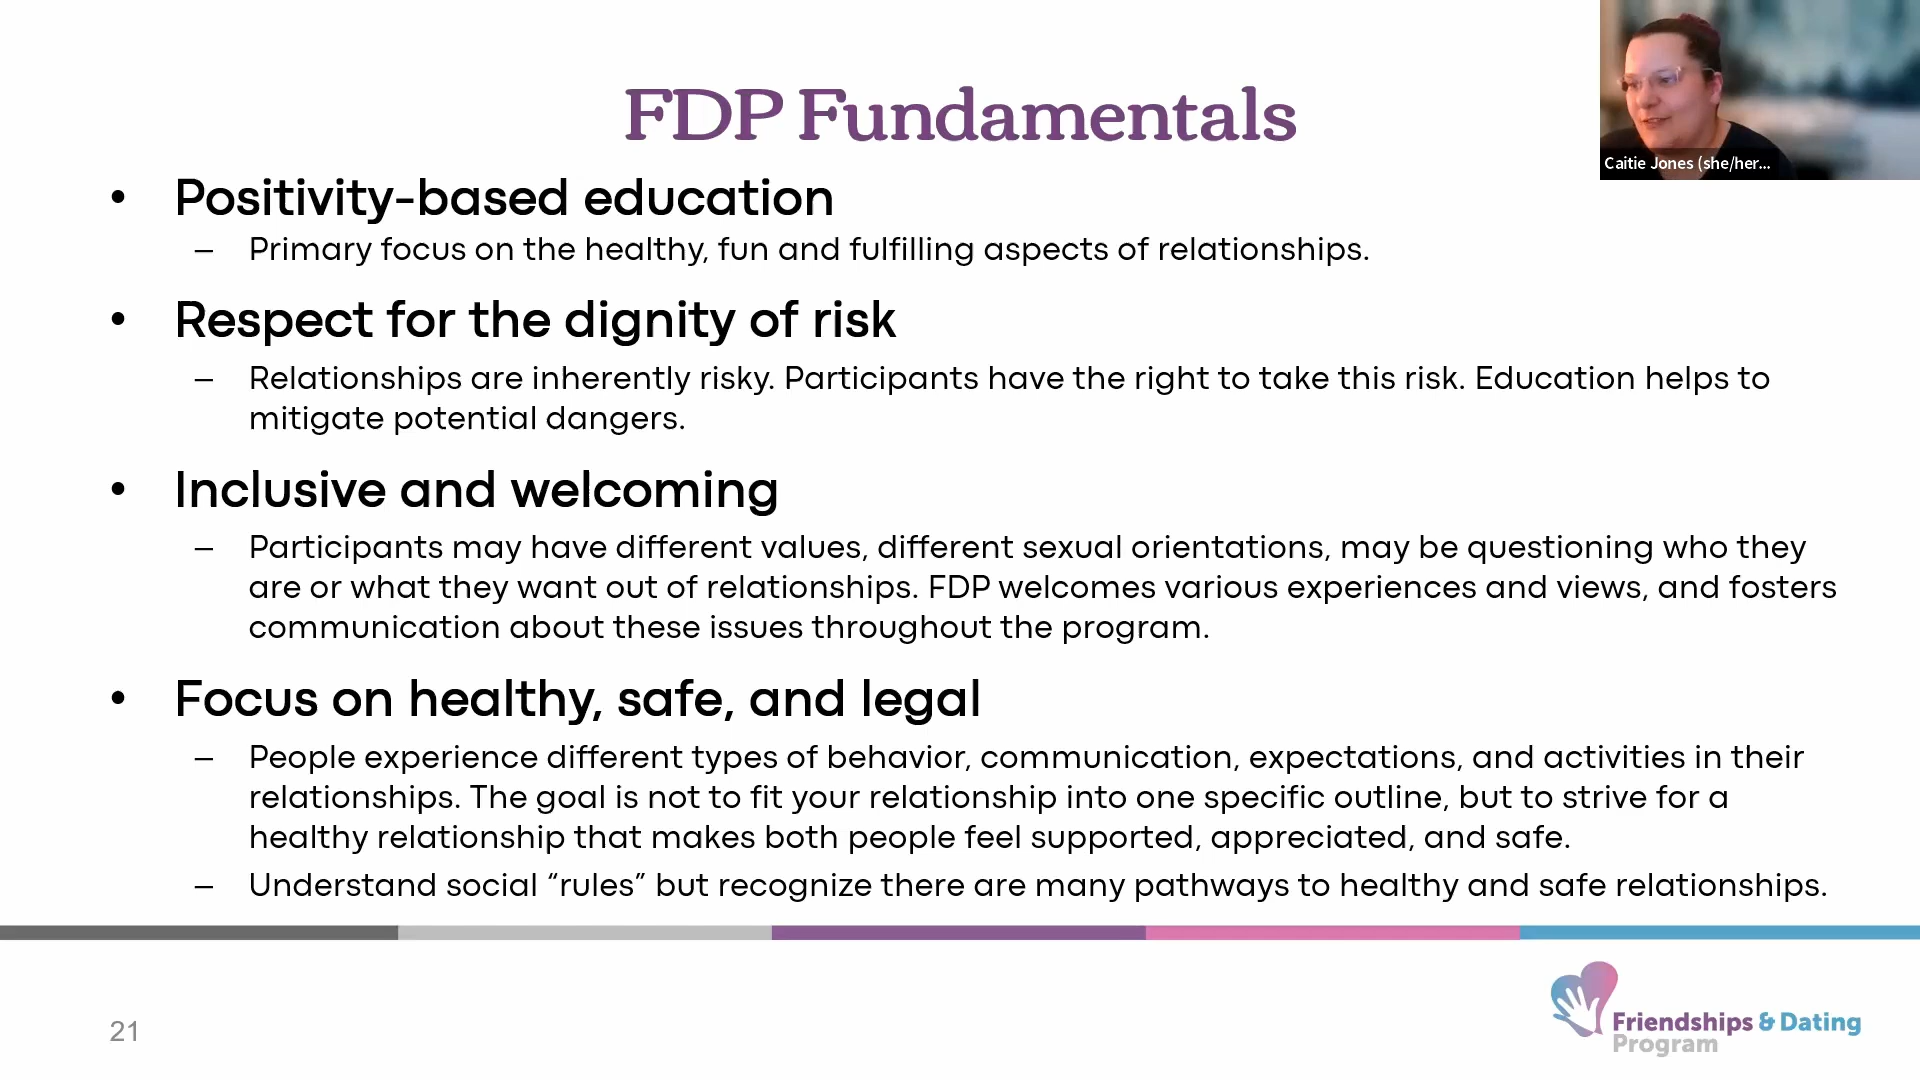 FDP Fundamentals
Caitie Jones (she/her...
• Positivity-based education
– Primary focus on the healthy, fun and fulfilling aspects of relationships.
• Respect for the dignity of risk
– Relationships are inherently risky. Participants have the right to take this risk. Education helps to
mitigate potential dangers.
• Inclusive and welcoming
– Participants may have different values, different sexual orientations, may be questioning who they
are or what they want out of relationships. FDP welcomes various experiences and views, and fosters
communication about these issues throughout the program.
• Focus on healthy, safe, and legal
– People experience different types of behavior, communication, expectations, and activities in their
relationships. The goal is not to fit your relationship into one specific outline, but to strive for a
healthy relationship that makes both people feel supported, appreciated, and safe.
– Understand social “rules” but recognize there are many pathways to healthy and safe relationships.
21
Friendships & Dating
Program